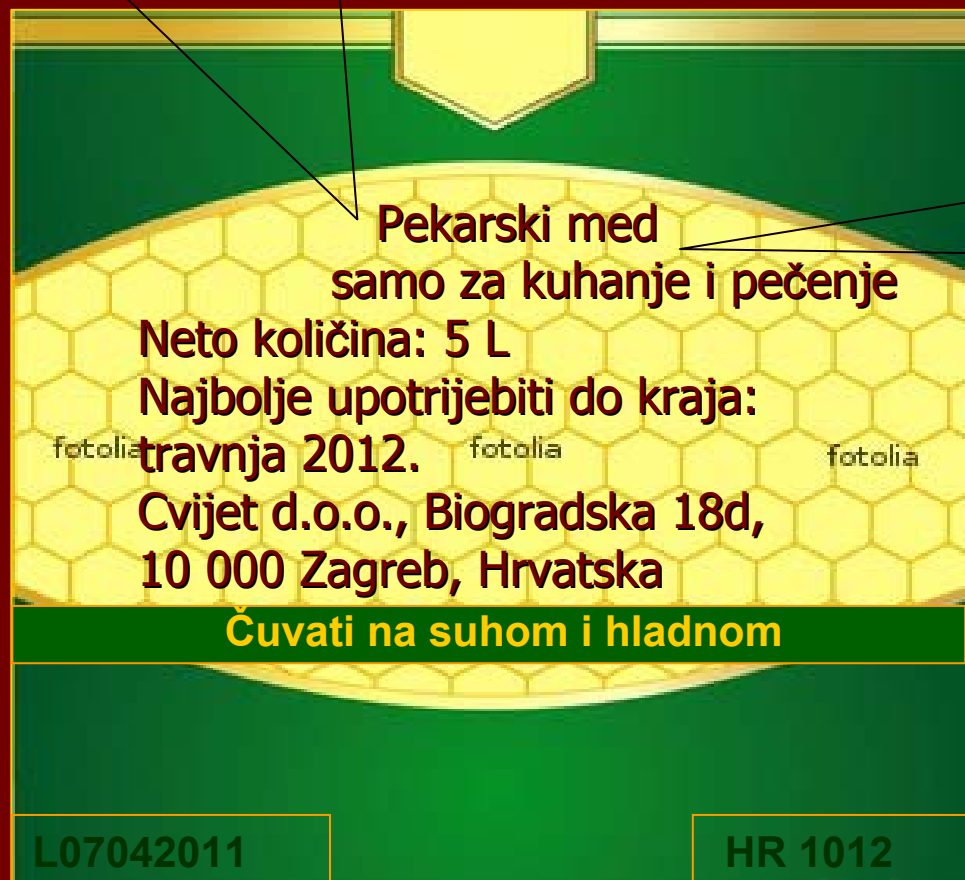 Pekarski med
samo za kuhanje i pečenje
Neto količina: 5 L
Najbolje upotrijebiti do kraja:
fotolia travnja 2012. fotolia fotolia
Cvijet d.o.o., Biogradska 18d,
10 000 Zagreb, Hrvatska
Čuvati na suhom i hladnom
L07042011 HR 1012